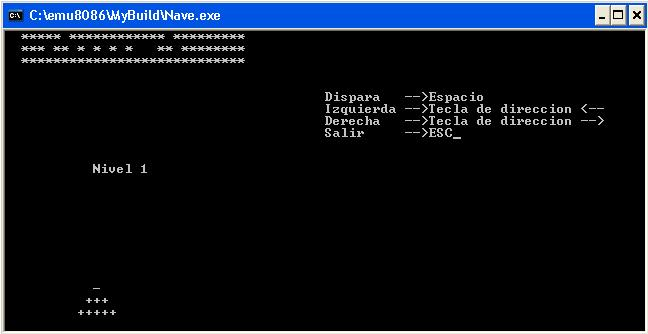 C:\emu8086\MyBuild\Nave.exe
***** ************ *********
*** ** * * * *   ** ********
****************************
Dispara   -->Espacio
Izquierda -->Tecla de direccion <--
Derecha   -->Tecla de direccion -->
Salir     -->ESC_
Nivel 1
-
+++
+++++